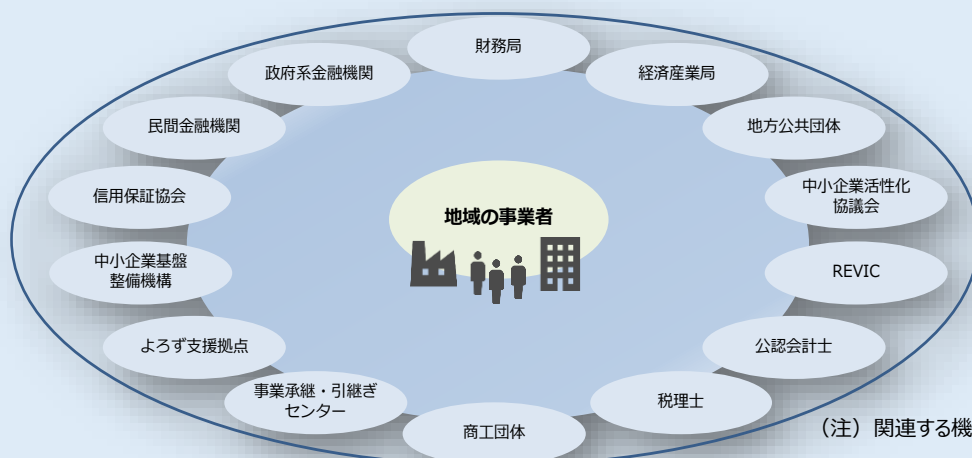 財務局
政府系金融機関
経済産業局
民間金融機関
地方公共団体
信用保証協会
中小企業活性化
協議会
地域の事業者
中小企業基盤
整備機構
REVIC
よろず支援拠点
公認会計士
事業承継・引継ぎ
センター
税理士
商工団体
（注）関連する機